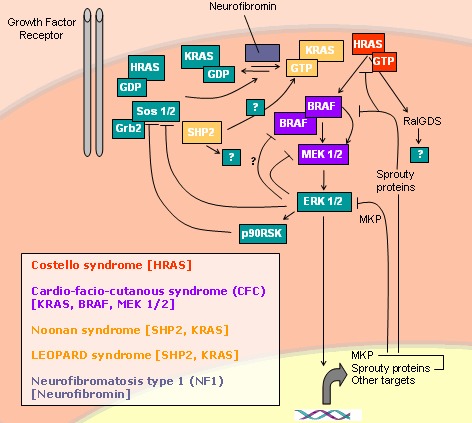 Neurofibromin
Growth Factor
Receptor
HRAS
GDP
KRAS
GDP
KRAS
GTP
HRAS
GTP
Sos 1/2
Grb2
SHP2
?
?
?
BRAF
BRAF
MEK 1/2
RalGDS
?
Sprouty
proteins
ERK 1/2
MKP
p90RSK
Costello syndrome [HRAS]
Cardio-facio-cutanous syndrome (CFC)
[KRAS, BRAF, MEK 1/2]
Noonan syndrome [SHP2, KRAS]
LEOPARD syndrome [SHP2, KRAS]
Neurofibromatosis type 1 (NF1)
[Neurofibromin]
MKP
Sprouty proteins
Other targets